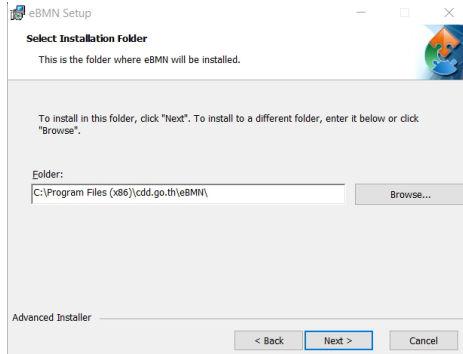 eBMN Setup
Select Installation Folder
This is the folder where eBMN will be installed.
To install in this folder, click "Next". To install to a different folder, enter it below or click
"Browse".
Folder:
C:\Program Files (x86)\cdd.go.th\eBMN\
Browse...
Advanced Installer
< Back
Next >
Cancel